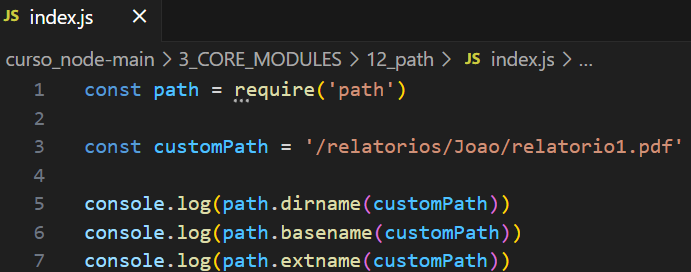 JS index.js ×
curso_node-main > 3_CORE_MODULES > 12_path > JS index.js > ...
1 const path = require('path')
2
3 const customPath = '/relatorios/Joao/relatorio1.pdf'
4
5 console.log(path.dirname(customPath))
6 console.log(path.basename(customPath))
7 console.log(path.extname(customPath))